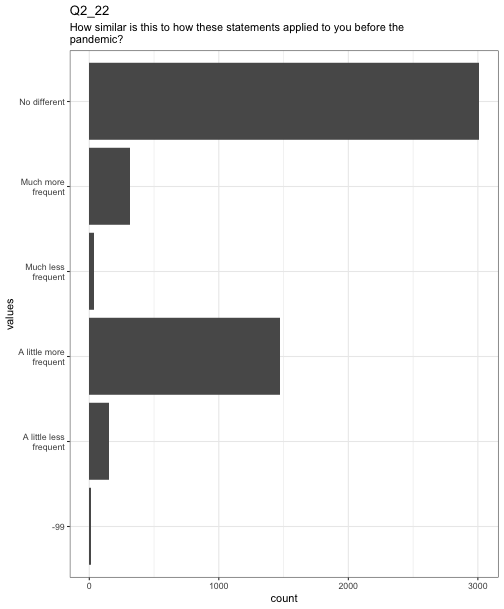 Q2_22
How similar is this to how these statements applied to you before the
pandemic?
No different
Much more
frequent
Much less
frequent
A little more
frequent
A little less
frequent
-99
values
0 1000 2000 3000
count